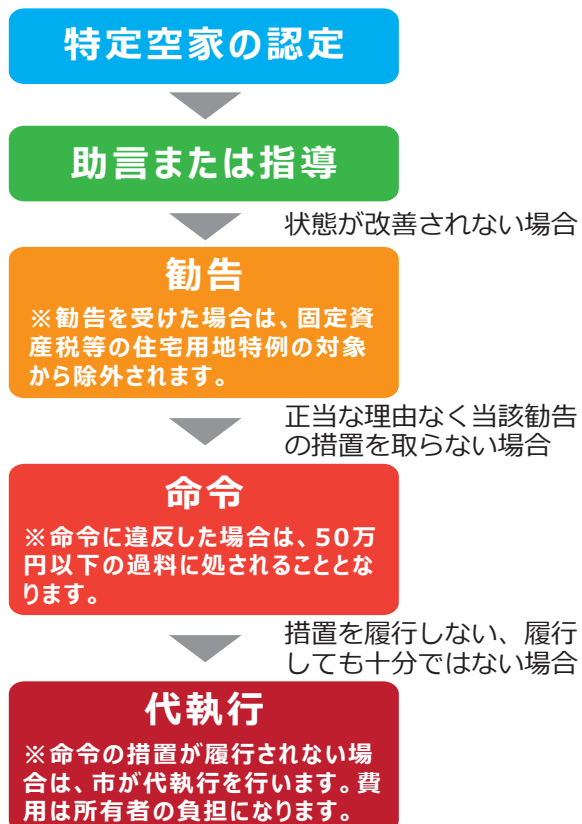 特定空家の認定
助言または指導
状態が改善されない場合
勧告
※勧告を受けた場合は、固定資
産税等の住宅用地特例の対象
から除外されます。
正当な理由なく当該勧告
の措置を取らない場合
命令
※命令に違反した場合は、50万
円以下の過料に処されることとな
ります。
措置を履行しない、履行
しても十分ではない場合
代執行
※命令の措置が履行されない場
合は、市が代執行を行います。費
用は所有者の負担になります。